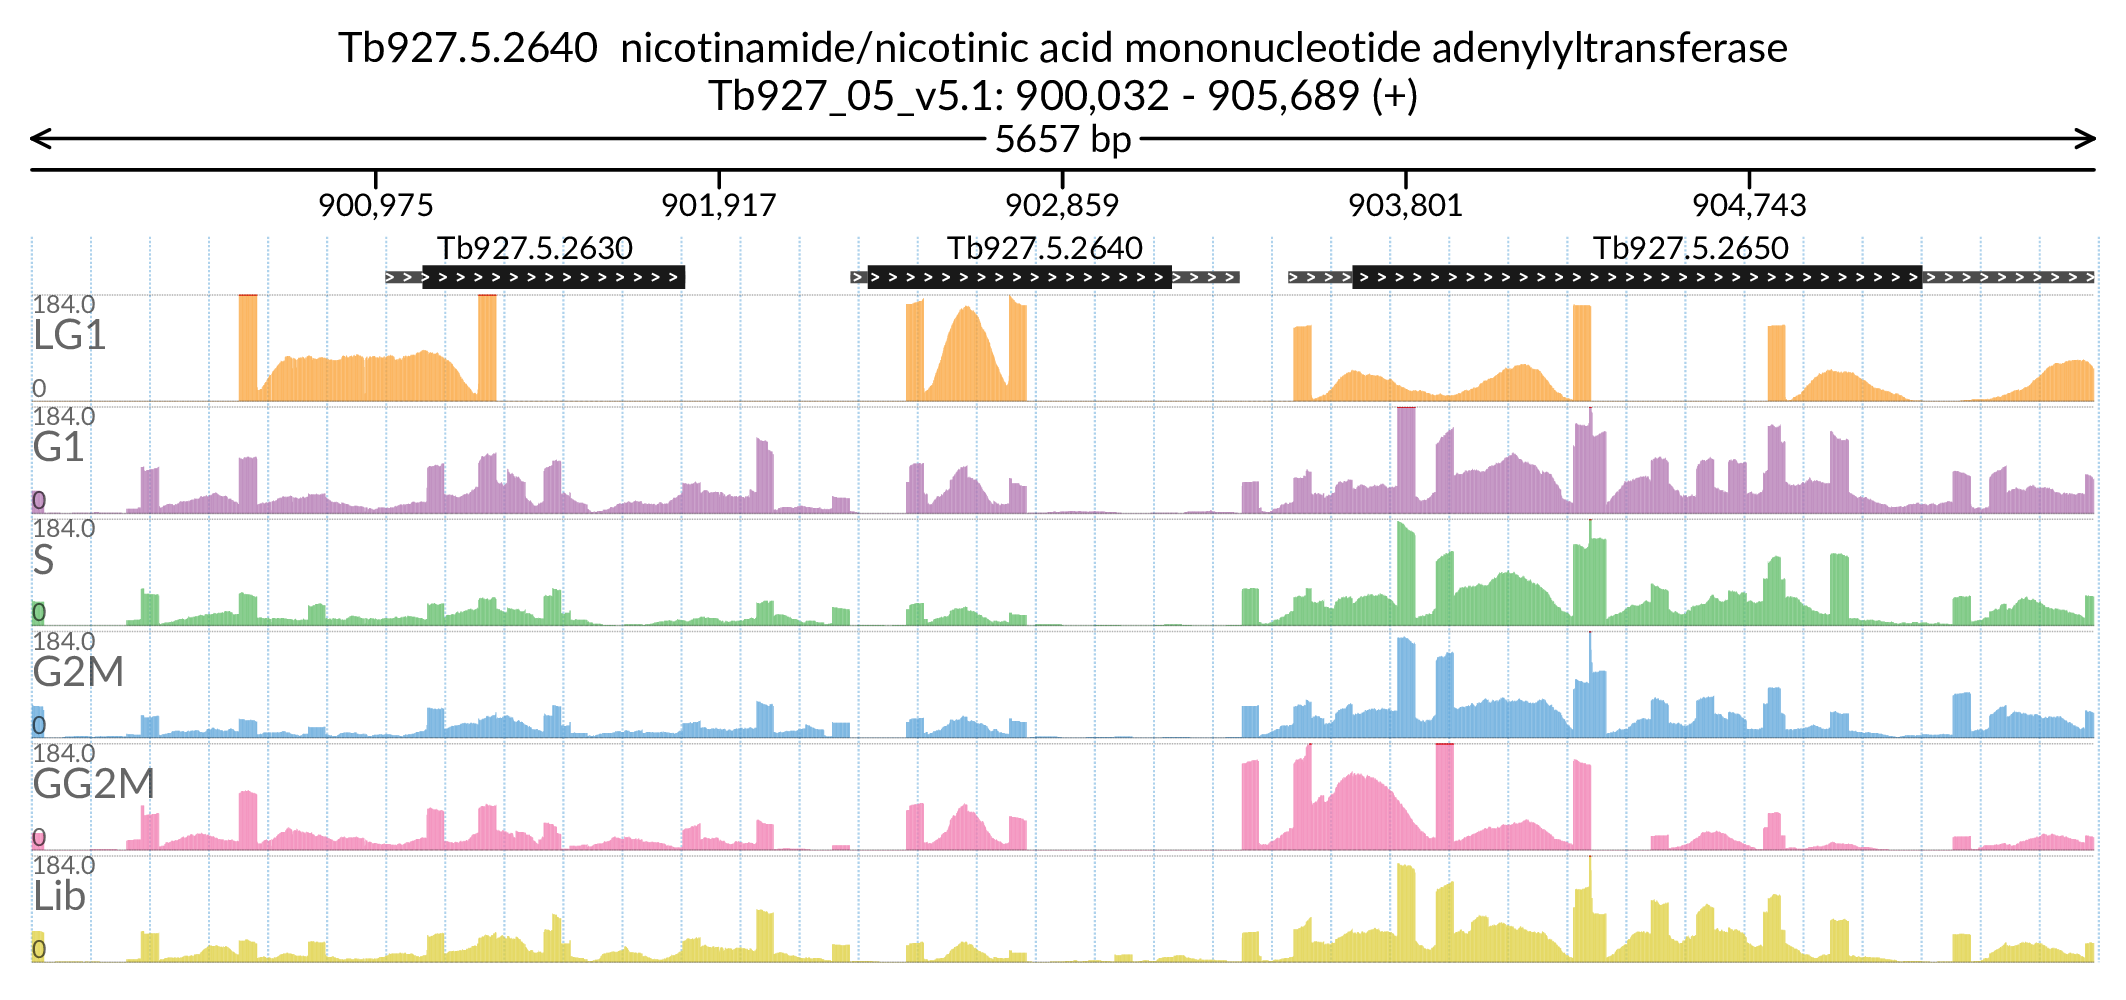 Tb927.5.2640  nicotinamide/nicotinic acid mononucleotide adenylyltransferase
Tb927_05_v5.1: 900,032 - 905,689 (+)
5657 bp
900,975 901,917 902,859 903,801 904,743
Tb927.5.2630 Tb927.5.2640 Tb927.5.2650
184.0
LG1
0
184.0
G1
0
184.0
S
0
184.0
G2M
0
184.0
GG2M
0
184.0
Lib
0